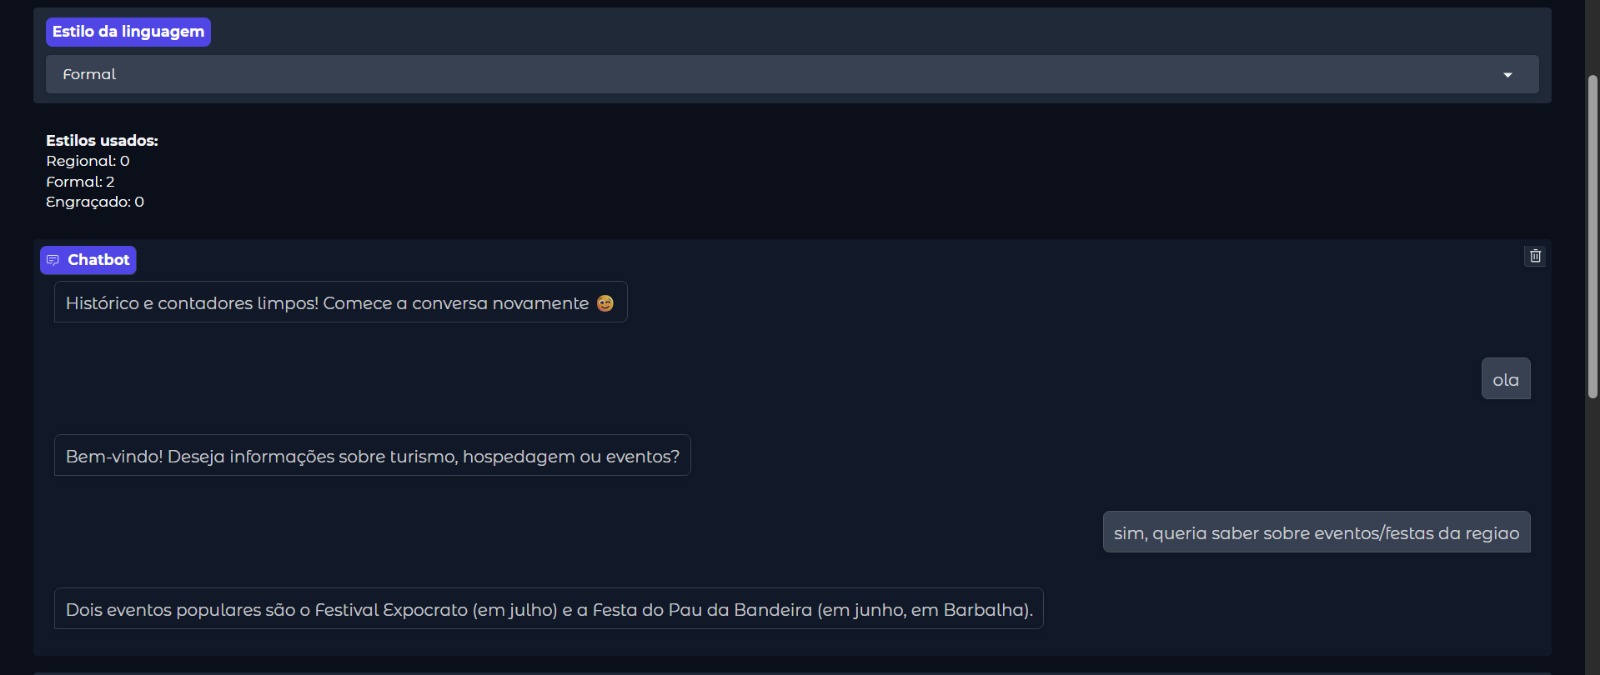 Estilo da linguagem
Formal
Estilos usados:
Regional: 0
Formal: 2
Engraçado: 0
Chatbot
Histórico e contadores limpos! Comece a conversa novamente 😄
ola
Bem-vindo! Deseja informações sobre turismo, hospedagem ou eventos?
sim, queria saber sobre eventos/festas da regiao
Dois eventos populares são o Festival Expocrato (em julho) e a Festa do Pau da Bandeira (em junho, em Barbalha).